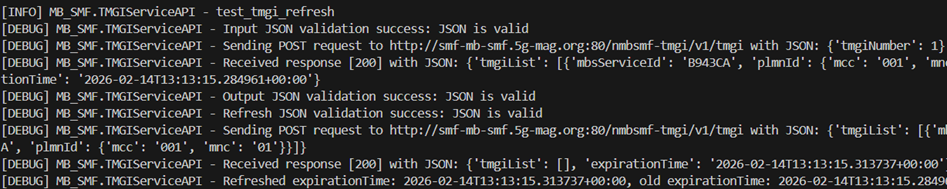 [INFO] MB_SMF.TMGIServiceAPI - test_tmgi_refresh
[DEBUG] MB_SMF.TMGIServiceAPI - Input JSON validation success: JSON is valid
[DEBUG] MB_SMF.TMGIServiceAPI - Sending POST request to http://smf-mb-smf.5g-mag.org:80/nmbsmf-tmgi/v1/tmgi with JSON: {'tmgiNumber': 1}
[DEBUG] MB_SMF.TMGIServiceAPI - Received response [200] with JSON: {'tmgiList': [{'mbsServiceId': 'B943CA', 'plmnId': {'mcc': '001', 'mn
tionTime': '2026-02-14T13:13:15.284961+00:00'}
[DEBUG] MB_SMF.TMGIServiceAPI - Output JSON validation success: JSON is valid
[DEBUG] MB_SMF.TMGIServiceAPI - Refresh JSON validation success: JSON is valid
[DEBUG] MB_SMF.TMGIServiceAPI - Sending POST request to http://smf-mb-smf.5g-mag.org:80/nmbsmf-tmgi/v1/tmgi with JSON: {'tmgiList': [{'m
A', 'plmnId': {'mcc': '001', 'mnc': '01'}}]}
[DEBUG] MB_SMF.TMGIServiceAPI - Received response [200] with JSON: {'tmgiList': [], 'expirationTime': '2026-02-14T13:13:15.313737+00:00'
[DEBUG] MB_SMF.TMGIServiceAPI - Refreshed expirationTime: 2026-02-14T13:13:15.313737+00:00, old expirationTime: 2026-02-14T13:13:15.2849